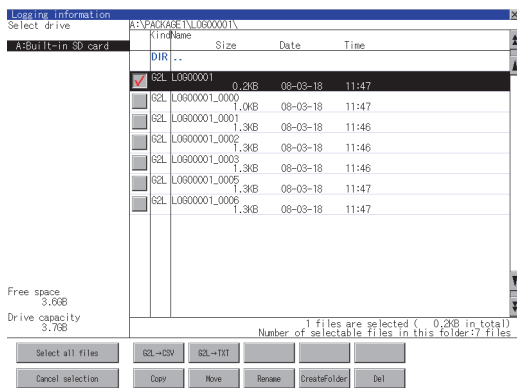 Logging information
Select drive
A:\PACKAGE1\LOG00001\
A:Built-in SD card
Kind Name
Size Date Time
DIR ..
G2L LOG00001
0.2KB 08-03-18 11:47
G2L LOG00001_0000
1.0KB 08-03-18 11:47
G2L LOG00001_0001
1.3KB 08-03-18 11:46
G2L LOG00001_0002
1.3KB 08-03-18 11:46
G2L LOG00001_0003
1.3KB 08-03-18 11:46
G2L LOG00001_0005
1.3KB 08-03-18 11:47
G2L LOG00001_0006
1.3KB 08-03-18 11:47
Free space
3.6GB
Drive capacity
3.7GB
1 files are selected ( 0.2KB in total)
Number of selectable files in this folder:7 files
Select all files G2L→CSV G2L→TXT
Cancel selection Copy Move Rename CreateFolder Del